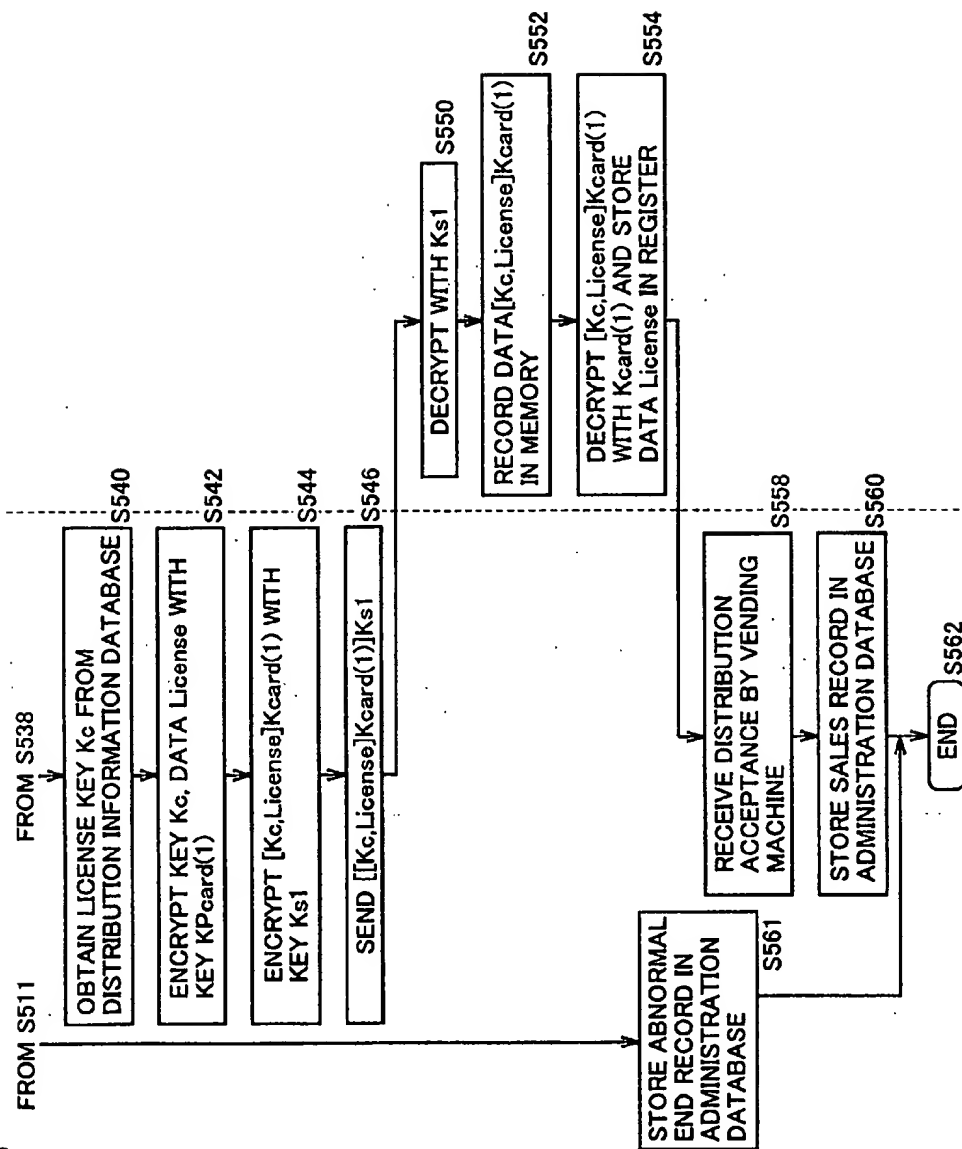 FROM S511
FROM S538
OBTAIN LICENSE KEY Kc FROM
DISTRIBUTION INFORMATION DATABASE
S540
ENCRYPT KEY Kc, DATA License WITH
KEY KPcard(1)
S542
ENCRYPT [Kc,License]Kcard(1) WITH
KEY Ks1
S544
SEND [[Kc,License]Kcard(1)]Ks1
S546
DECRYPT WITH Ks1
S550
RECORD DATA[Kc,License]Kcard(1)
IN MEMORY
S552
DECRYPT [Kc,License]Kcard(1)
WITH Kcard(1) AND STORE
DATA License IN REGISTER
S554
RECEIVE DISTRIBUTION
ACCEPTANCE BY VENDING
MACHINE
S558
STORE SALES RECORD IN
ADMINISTRATION DATABASE
S560
STORE ABNORMAL
END RECORD IN
ADMINISTRATION
DATABASE
S561
END
S562